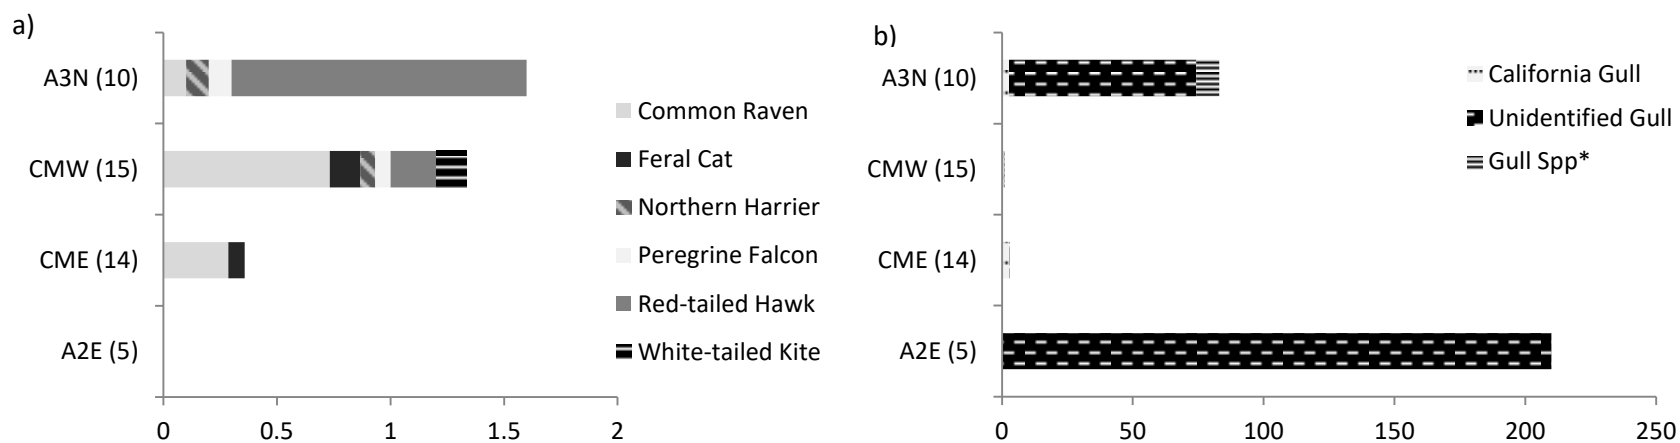 a)
A3N (10)
CMW (15)
CME (14)
A2E (5)
0 0.5 1 1.5 2
Common Raven
Feral Cat
Northern Harrier
Peregrine Falcon
Red-tailed Hawk
White-tailed Kite
b)
A3N (10)
CMW (15)
CME (14)
A2E (5)
0 50 100 150 200 250
California Gull
Unidentified Gull
Gull Spp*